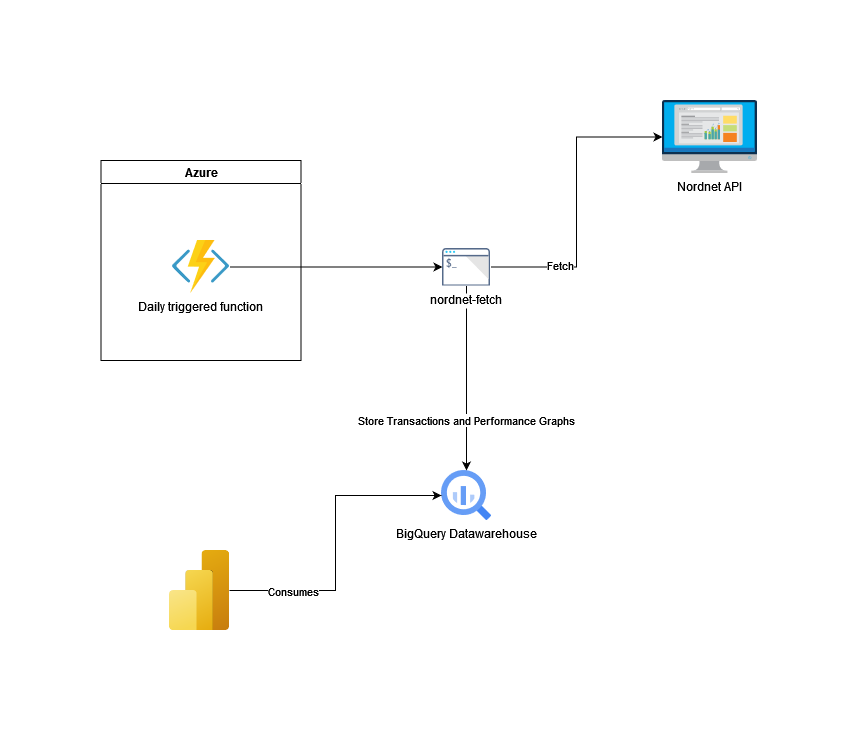 Azure
Daily triggered function
$_
nordnet-fetch
Fetch
Nordnet API
Store Transactions and Performance Graphs
BigQuery Datawarehouse
Consumes